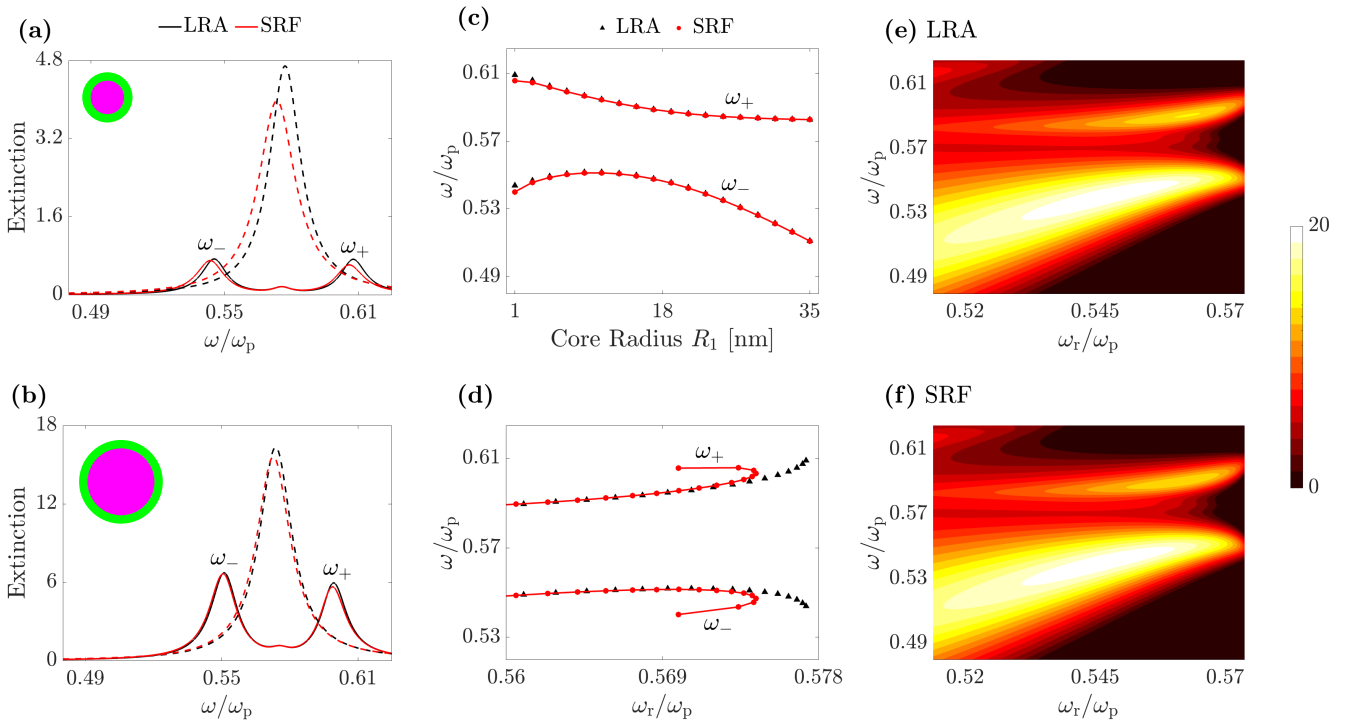 (a)
LRA SRF
4.8
3.2
1.6
0
Extinction
ω₋
ω₊
0.49 0.55 0.61
ω/ωₚ
(b)
18
12
6
0
Extinction
ω₋
ω₊
0.49 0.55 0.61
ω/ωₚ
(c)
LRA SRF
0.61
0.57
0.53
0.49
ω/ωₚ
ω₊
ω₋
1 18 35
Core Radius R₁ [nm]
(d)
0.61
0.57
0.53
ω/ωₚ
ω₊
ω₋
0.56 0.569 0.578
ωᵣ/ωₚ
(e) LRA
0.61
0.57
0.53
0.49
ω/ωₚ
0.52 0.545 0.57
ωᵣ/ωₚ
(f) SRF
0.61
0.57
0.53
0.49
ω/ωₚ
0.52 0.545 0.57
ωᵣ/ωₚ
20
0